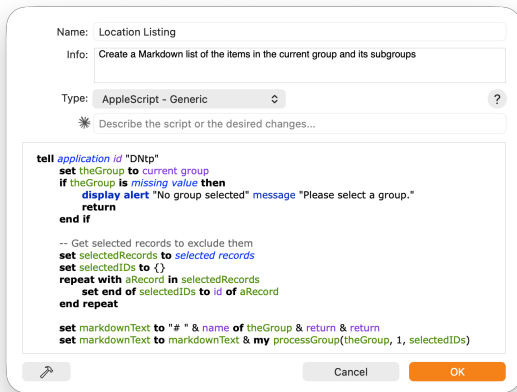 Name: Location Listing
Info: Create a Markdown list of the items in the current group and its subgroups
Type: AppleScript - Generic ?
Describe the script or the desired changes...
tell application id "DNtp"
set theGroup to current group
if theGroup is missing value then
display alert "No group selected" message "Please select a group."
return
end if
-- Get selected records to exclude them
set selectedRecords to selected records
set selectedIDs to {}
repeat with aRecord in selectedRecords
set end of selectedIDs to id of aRecord
end repeat
set markdownText to "# " & name of theGroup & return & return
set markdownText to markdownText & my processGroup(theGroup, 1, selectedIDs)
Cancel OK